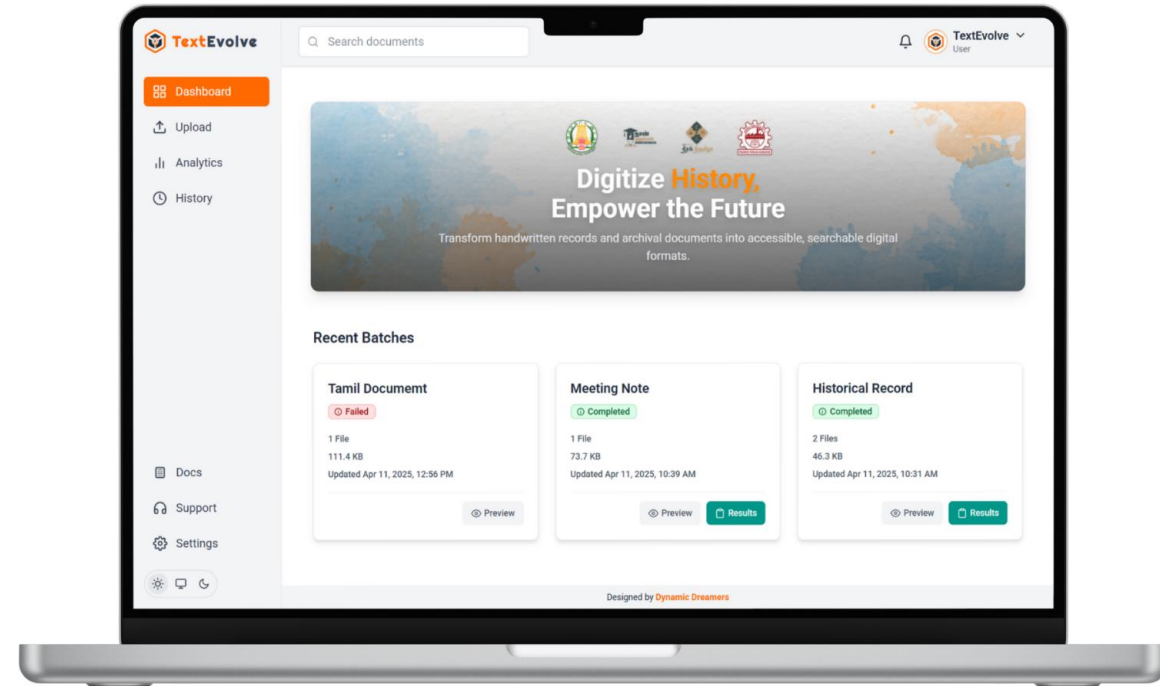 TextEvolve
Search documents
TextEvolve
User
Dashboard
Upload
Analytics
History
Digitize History,
Empower the Future
Transform handwritten records and archival documents into accessible, searchable digital
formats.
Recent Batches
Tamil Documemt
Failed
1 File
111.4 KB
Updated Apr 11, 2025, 12:56 PM
Preview
Meeting Note
Completed
1 File
73.7 KB
Updated Apr 11, 2025, 10:39 AM
Preview
Results
Historical Record
Completed
2 Files
46.3 KB
Updated Apr 11, 2025, 10:31 AM
Preview
Results
Docs
Support
Settings
Designed by Dynamic Dreamers